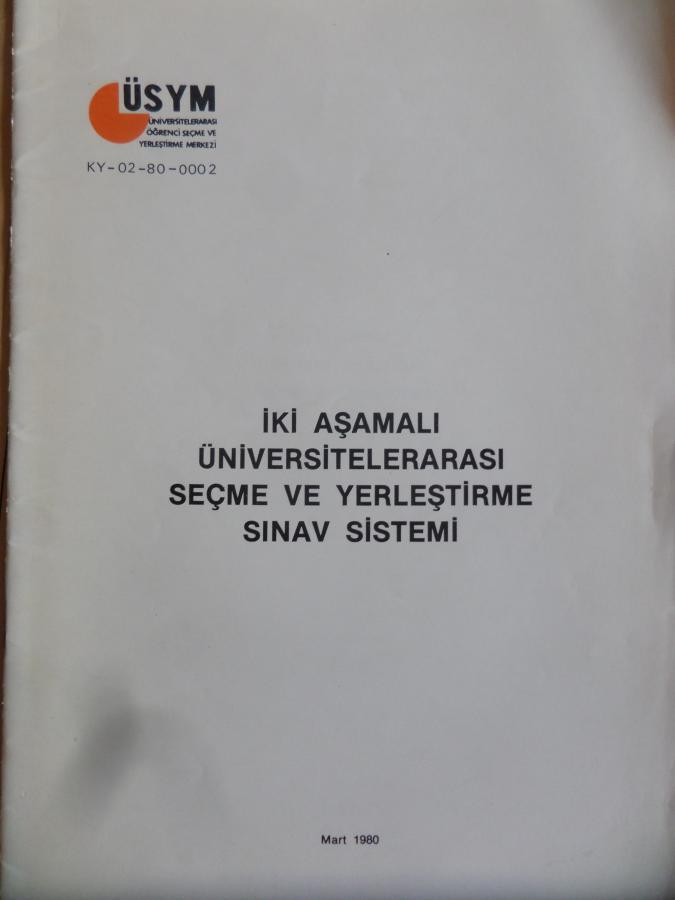 ÜSYM
ÜNİVERSİTELERARASI
ÖĞRENCİ SEÇME VE
YERLEŞTİRME MERKEZİ
KY-02-80-0002
İKİ AŞAMALI
ÜNİVERSİTELERARASI
SEÇME VE YERLEŞTİRME
SINAV SİSTEMİ
Mart 1980